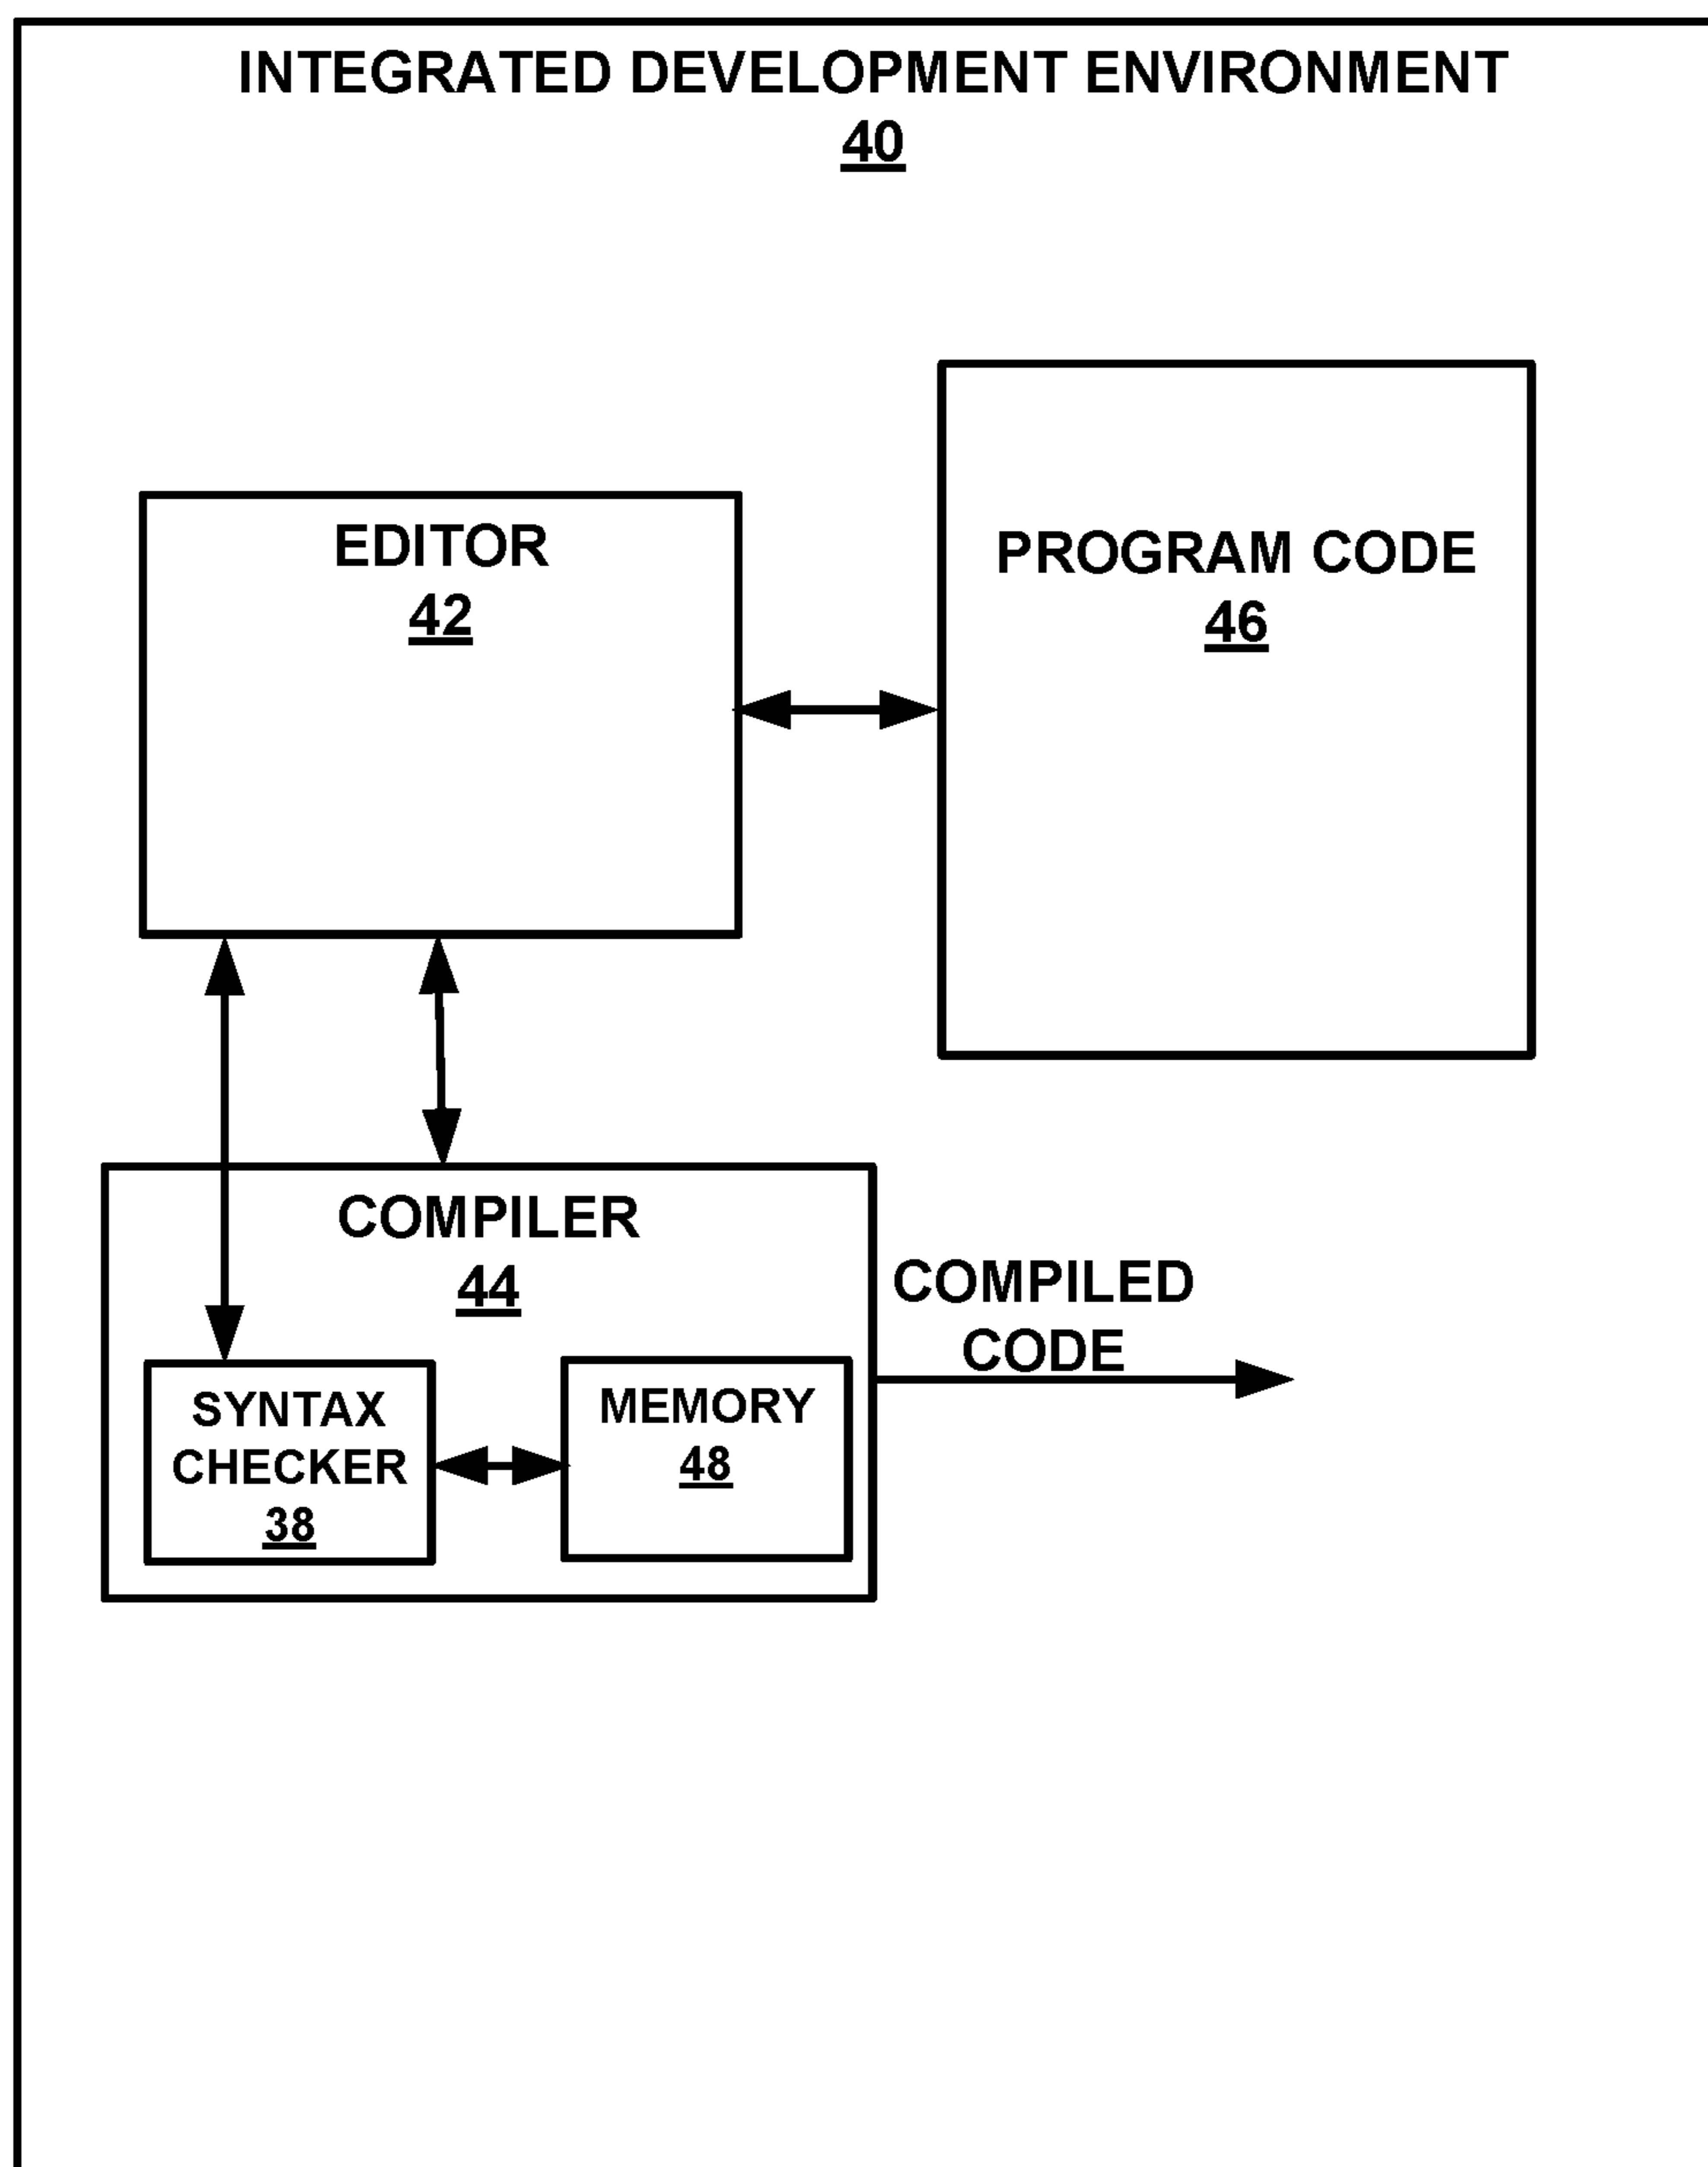 INTEGRATED DEVELOPMENT ENVIRONMENT
40
EDITOR
42
PROGRAM CODE
46
COMPILER
44
COMPILED
CODE
SYNTAX
CHECKER
38
MEMORY
48